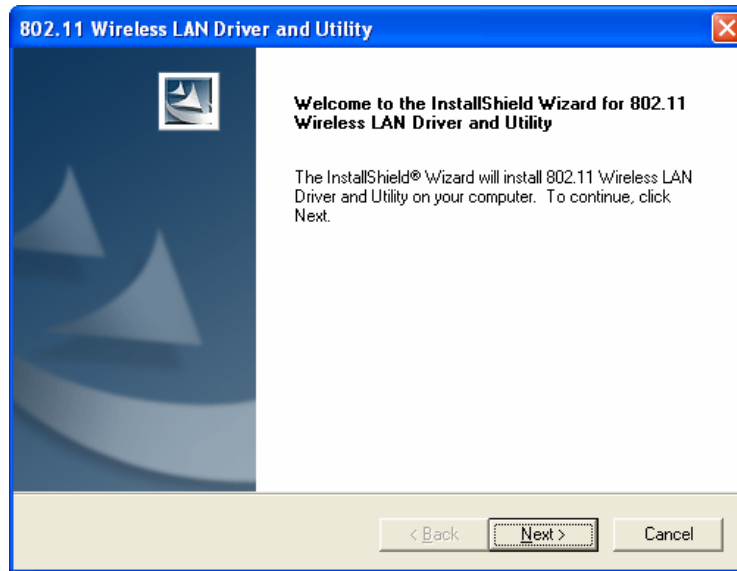 802.11 Wireless LAN Driver and Utility
Welcome to the InstallShield Wizard for 802.11
Wireless LAN Driver and Utility
The InstallShield® Wizard will install 802.11 Wireless LAN
Driver and Utility on your computer.  To continue, click
Next.
< Back
Next >
Cancel